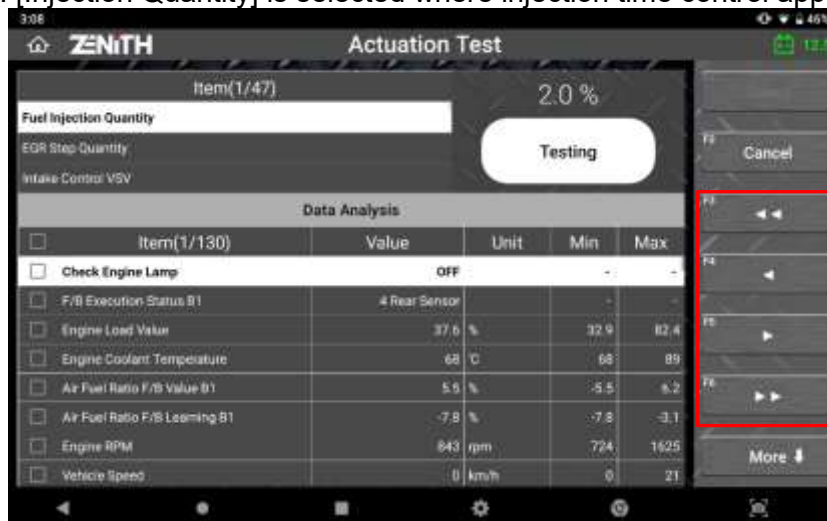 [Injection Quantity] is selected where injection time control app
3:08
46%
ZENITH
Actuation Test
Item(1/47)
2.0 %
Fuel Injection Quantity
EGR Step Quantity
Testing
Cancel
Intake Control VSV
Data Analysis
Item(1/130) Value Unit Min Max
Check Engine Lamp OFF - -
F/B Execution Status B1 4 Rear Sensor - -
Engine Load Value 37.6 % 32.9 82.4
Engine Coolant Temperature 68 ℃ 68 89
Air Fuel Ratio F/B Value B1 5.5 % -5.5 6.2
Air Fuel Ratio F/B Learning B1 -7.8 % -7.8 -3.1
Engine RPM 843 rpm 724 1625
Vehicle Speed 0 km/h 0 21
More